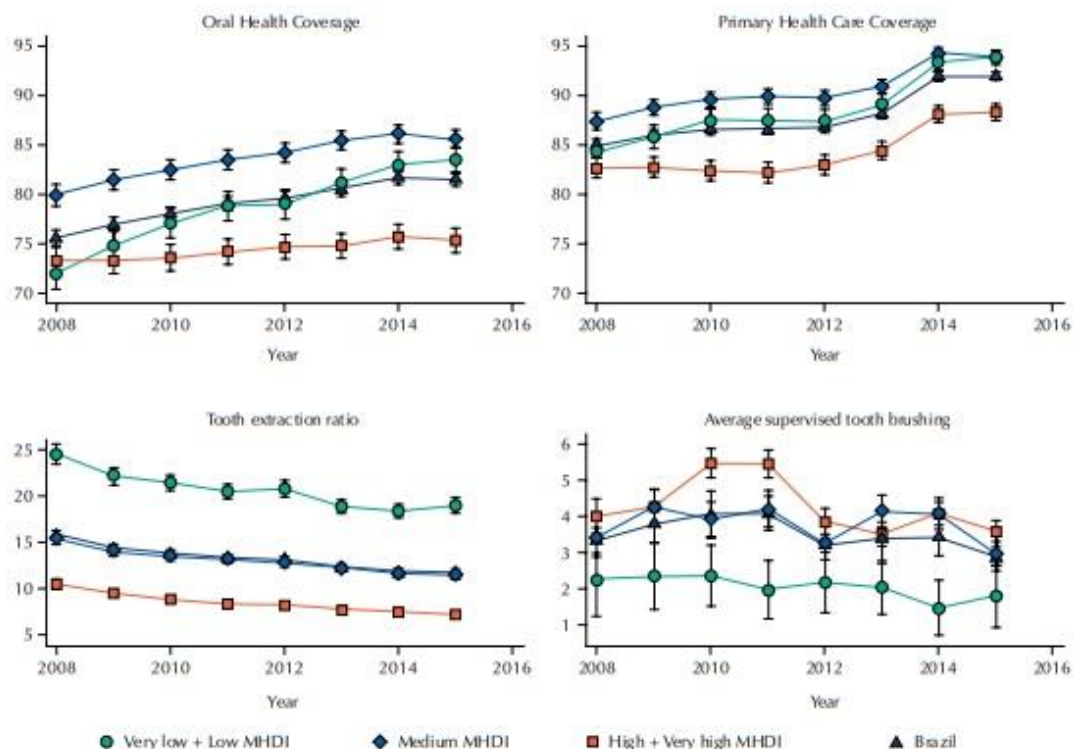 Oral Health Coverage
95
90
85
80
75
70
2008 2010 2012 2014 2016
Year
Primary Health Care Coverage
95
90
85
80
75
70
2008 2010 2012 2014 2016
Year
Tooth extraction ratio
25
20
15
10
5
2008 2010 2012 2014 2016
Year
Average supervised tooth brushing
6
5
4
3
2
1
2008 2010 2012 2014 2016
Year
Very low + Low MHDI Medium MHDI High + Very high MHDI Brazil